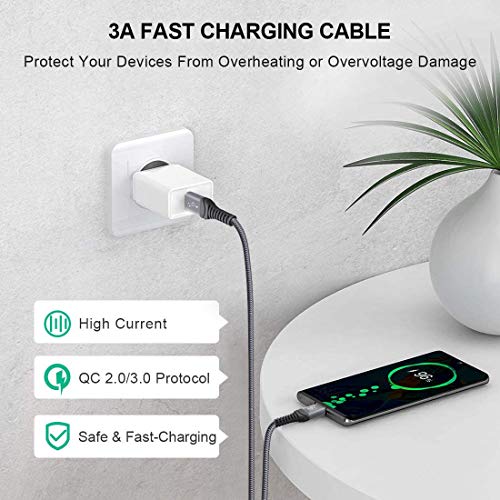 3A FAST CHARGING CABLE
Protect Your Devices From Overheating or Overvoltage Damage
High Current
QC 2.0/3.0 Protocol
Safe & Fast-Charging
96%